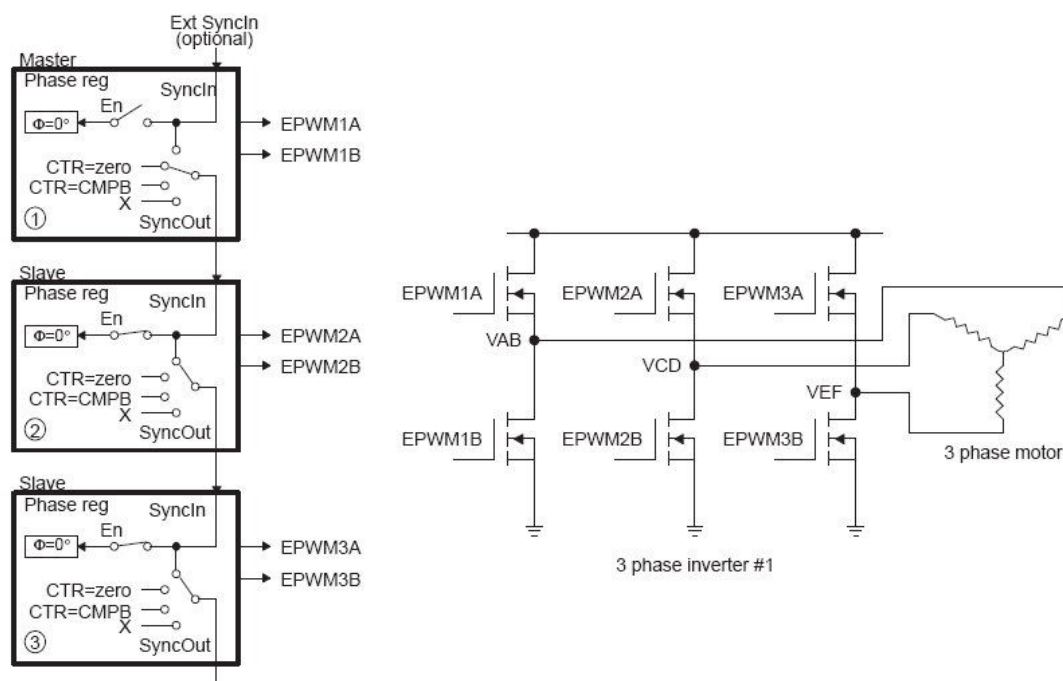 Ext SyncIn
(optional)
Master
Phase reg
SyncIn
En
Φ=0°
EPWM1A
EPWM1B
CTR=zero
CTR=CMPB
X
1
SyncOut
Slave
Phase reg
SyncIn
En
Φ=0°
EPWM2A
EPWM2B
CTR=zero
CTR=CMPB
X
2
SyncOut
Slave
Phase reg
SyncIn
En
Φ=0°
EPWM3A
EPWM3B
CTR=zero
CTR=CMPB
X
3
SyncOut
EPWM1A
EPWM2A
EPWM3A
VAB
VCD
VEF
EPWM1B
EPWM2B
EPWM3B
3 phase motor
3 phase inverter #1